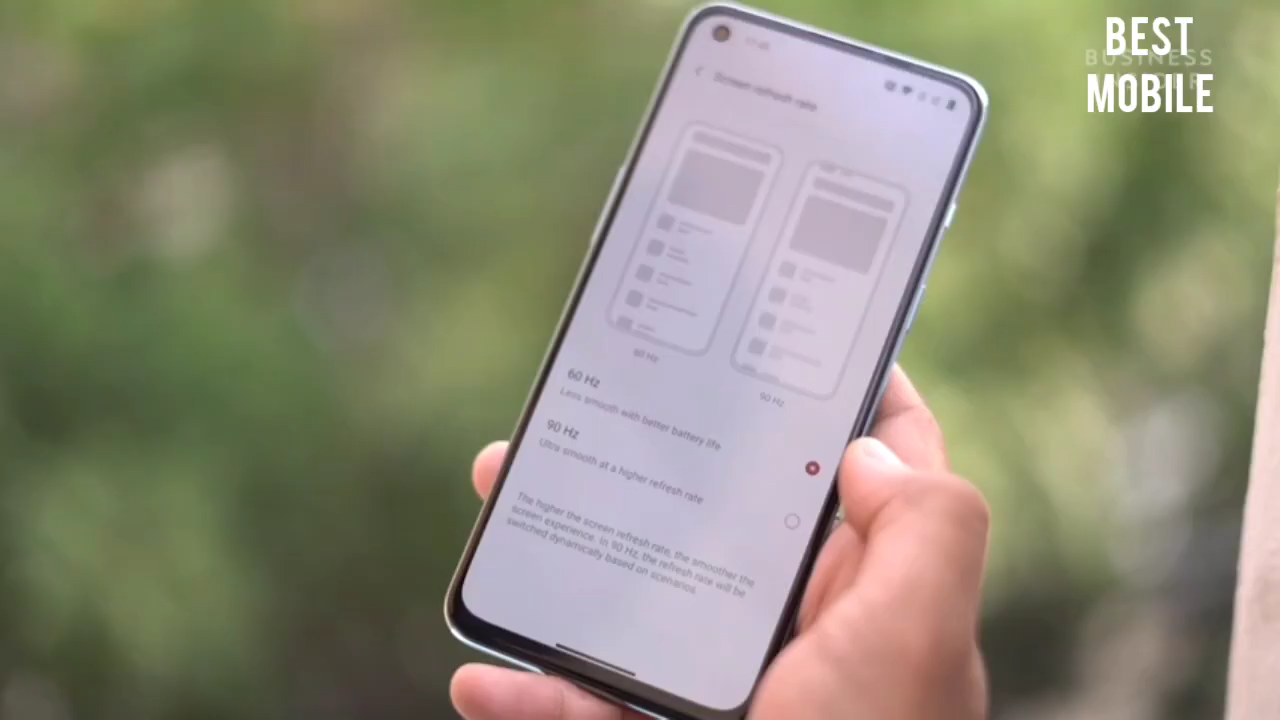 BEST
BUSINESS
MOBILE
Screen refresh rate
60 Hz
90 Hz
60 Hz
Less smooth with better battery life
90 Hz
Ultra smooth at a higher refresh rate
The higher the screen refresh rate, the smoother the
screen experience. In 90 Hz, the refresh rate will be
switched dynamically based on scenarios